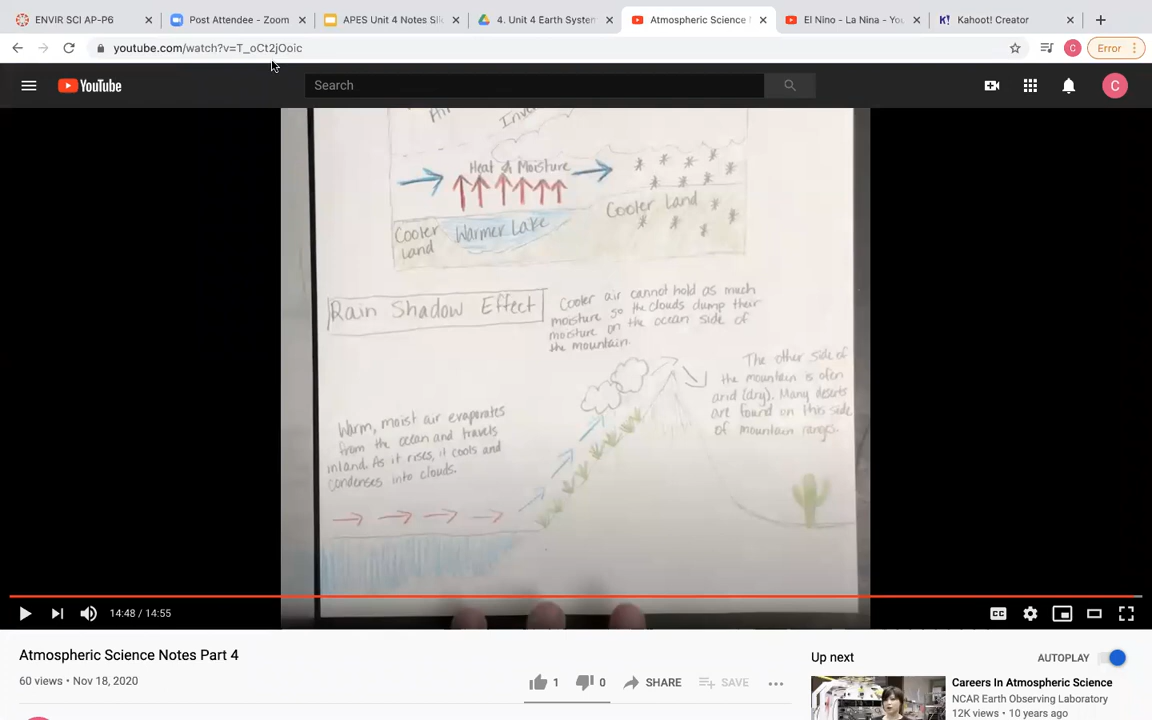 ENVIR SCI AP-P6
Post Attendee - Zoom
APES Unit 4 Notes Sli
4. Unit 4 Earth System
Atmospheric Science
El Nino - La Nina - You
Kahoot! Creator
youtube.com/watch?v=T_oCt2jOoic
C
Error
YouTube
Search
C
Air
Inve
Heat & Moisture
Cooler land
Cooler
land
Warmer Lake
Rain Shadow Effect
Cooler air cannot hold as much
moisture so the clouds dump their
moisture on the ocean side of
the mountain.
The other side of
the mountain is often
arid (dry). Many deserts
are found on this side
of mountain ranges.
Warm, moist air evaporates
from the ocean and travels
inland. As it rises, it cools and
condenses into clouds.
14:48 / 14:55
CC
Atmospheric Science Notes Part 4
60 views • Nov 18, 2020
1
0
SHARE
SAVE
Up next
AUTOPLAY
Careers In Atmospheric Science
NCAR Earth Observing Laboratory
12K views • 10 years ago